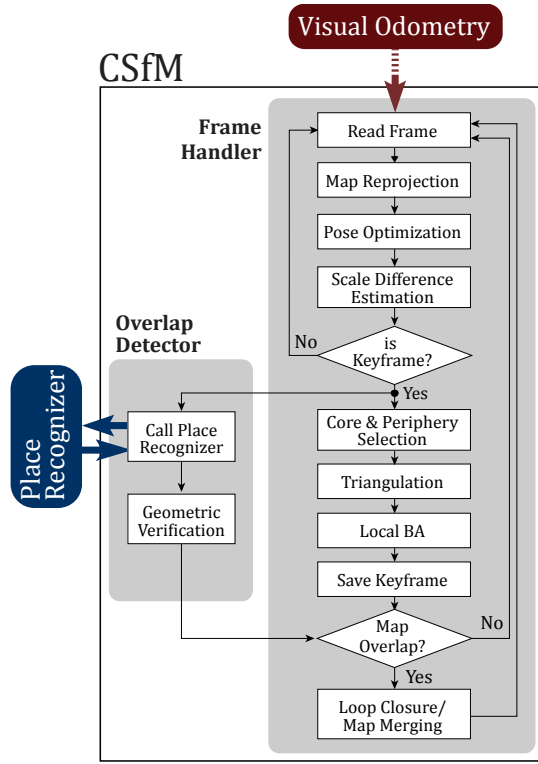 Visual Odometry
CSfM
Frame
Handler
Read Frame
Map Reprojection
Pose Optimization
Scale Difference
Estimation
No
is
Keyframe?
Yes
Overlap
Detector
Place
Recognizer
Call Place
Recognizer
Geometric
Verification
Core & Periphery
Selection
Triangulation
Local BA
Save Keyframe
Map
Overlap?
No
Yes
Loop Closure/
Map Merging